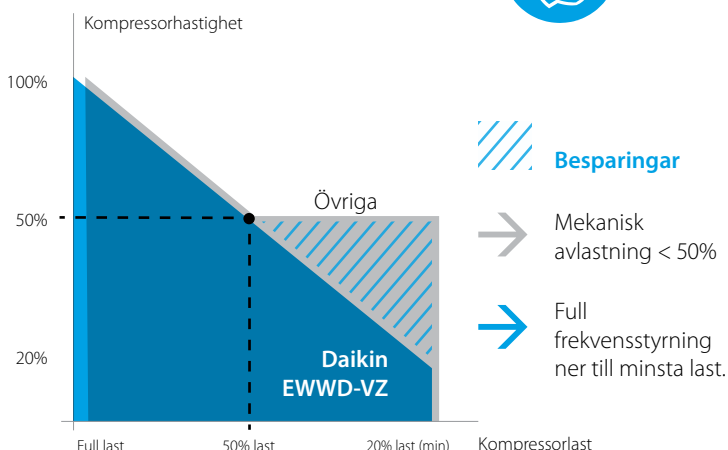 Kompressorhastighet
100%
50%
20%
Övriga
Daikin
EWWD-VZ
Full last
50% last
20% last (min)
Kompressorlast
Besparingar
Mekanisk
avlastning < 50%
Full
frekvensstyrning
ner till minsta last.